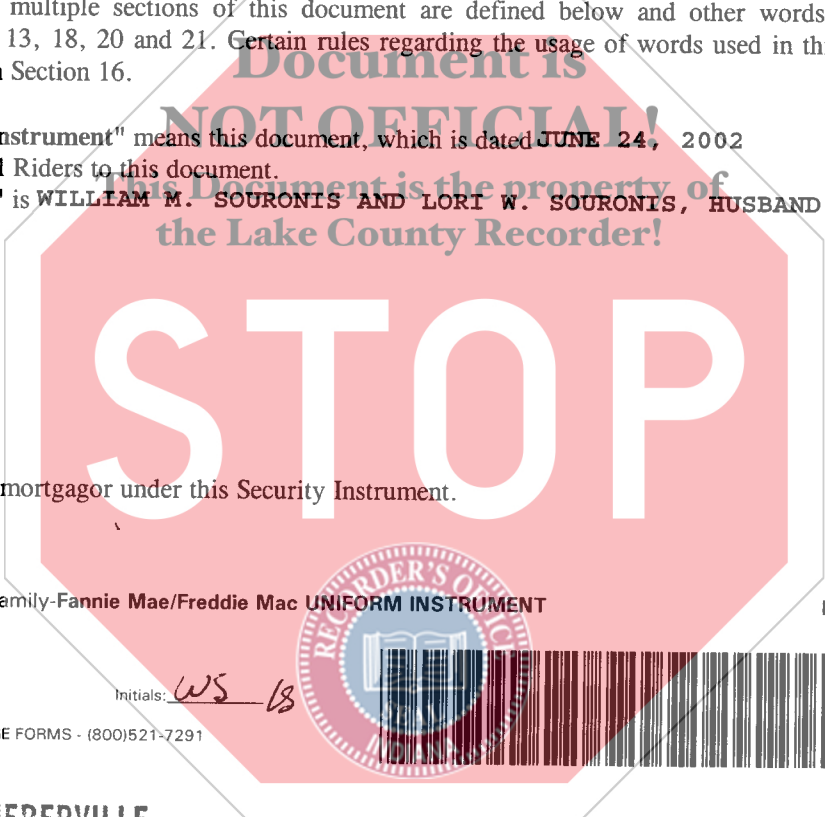 multiple sections of this document are defined below and other words
13, 18, 20 and 21. Certain rules regarding the usage of words used in thi
Section 16.
Document is
NOT OFFICIAL!
nstrument" means this document, which is dated JUNE 24, 2002
Riders to this document.
This Document is the property of
" is WILLIAM M. SOURONIS AND LORI W. SOURONIS, HUSBAND
the Lake County Recorder!
STOP
mortgagor under this Security Instrument.
amily-Fannie Mae/Freddie Mac UNIFORM INSTRUMENT
RECORDER'S OFFICE
SEAL
INDIANA
Initials: WS LS
E FORMS - (800)521-7291